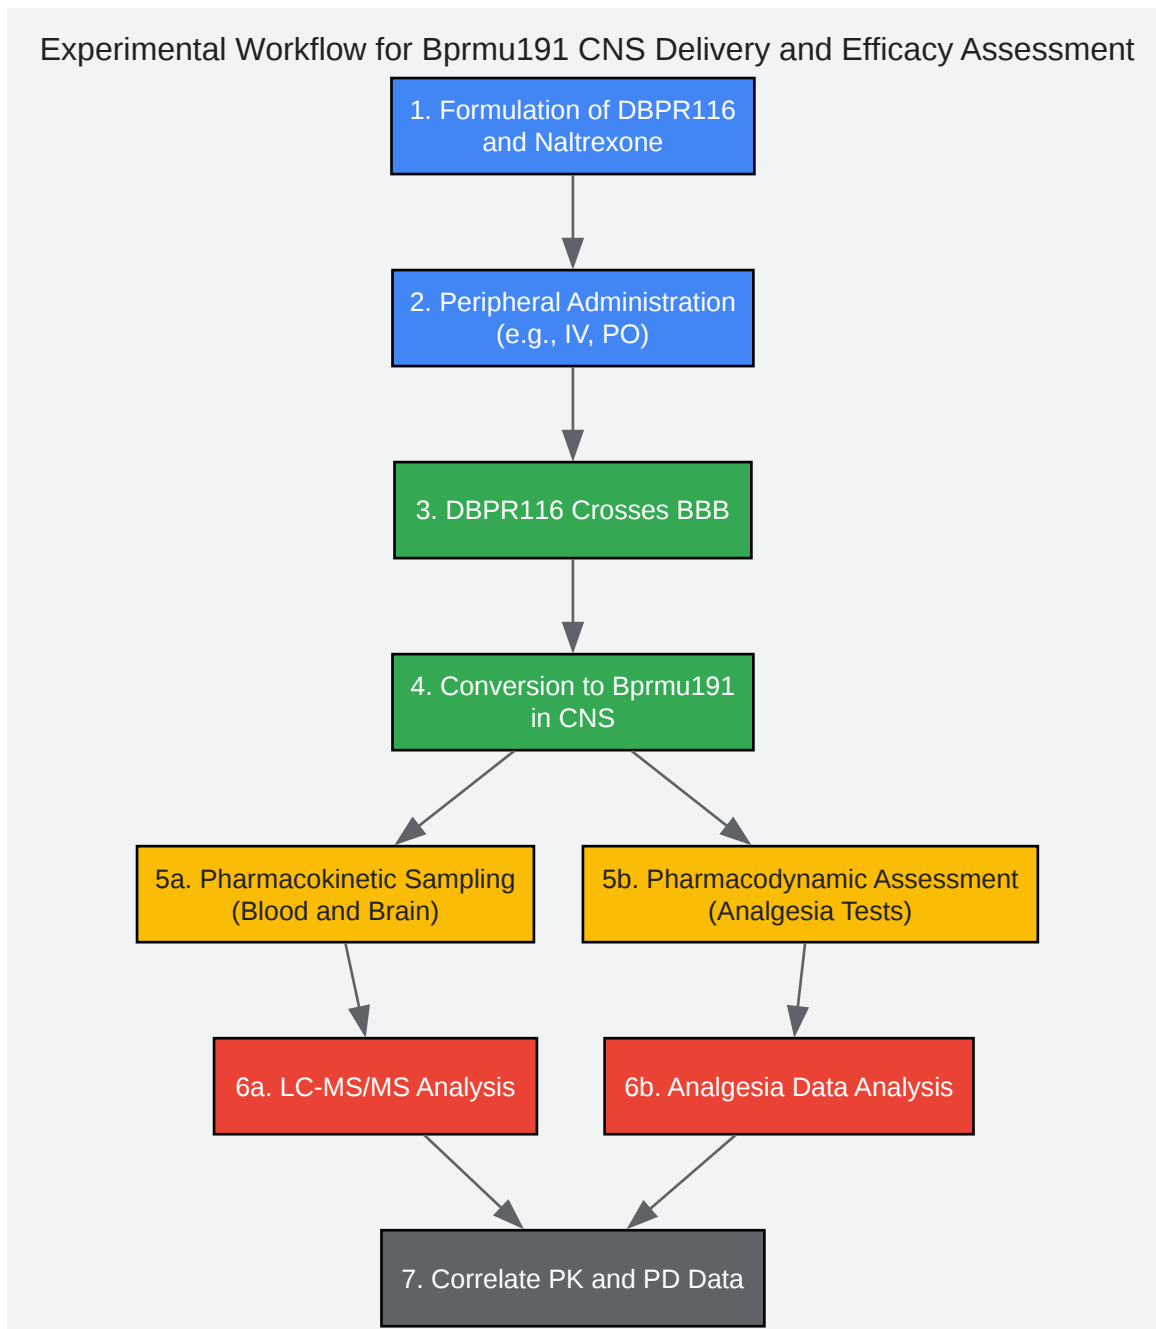 Experimental Workflow for Bprmu191 CNS Delivery and Efficacy Assessment
1. Formulation of DBPR116
and Naltrexone
2. Peripheral Administration
(e.g., IV, PO)
3. DBPR116 Crosses BBB
4. Conversion to Bprmu191
in CNS
5a. Pharmacokinetic Sampling
(Blood and Brain)
5b. Pharmacodynamic Assessment
(Analgesia Tests)
6a. LC-MS/MS Analysis
6b. Analgesia Data Analysis
7. Correlate PK and PD Data